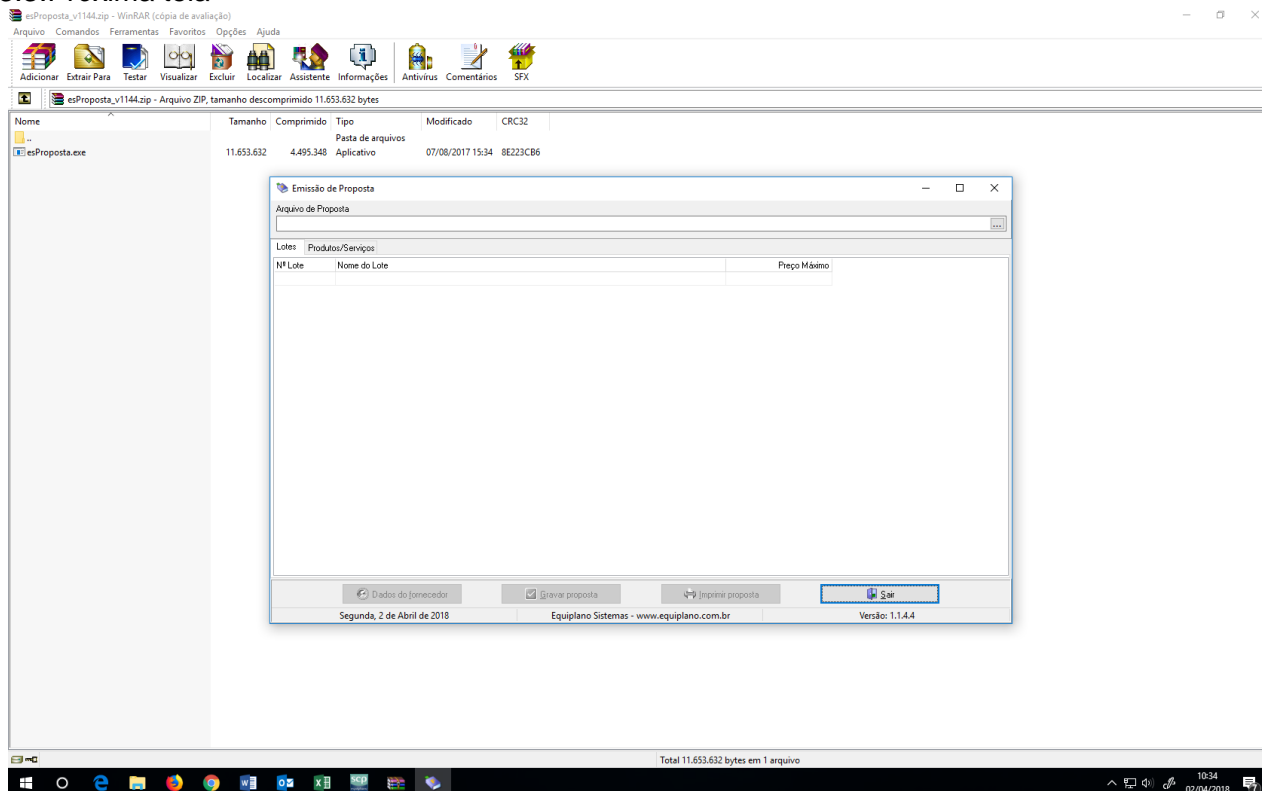 esProposta_v1144.zip - WinRAR (cópia de avaliação)
Arquivo Comandos Ferramentas Favoritos Opções Ajuda
Adicionar Extrair Para Testar Visualizar Excluir Localizar Assistente Informações Antivírus Comentários SFX
esProposta_v1144.zip - Arquivo ZIP, tamanho descomprimido 11.653.632 bytes
Nome Tamanho Comprimido Tipo Modificado CRC32
.. Pasta de arquivos
esProposta.exe 11.653.632 4.495.348 Aplicativo 07/08/2017 15:34 8E223CB6
Emissão de Proposta
Arquivo de Proposta
...
Lotes Produtos/Serviços
Nº Lote Nome do Lote Preço Máximo
Dados do fornecedor Gravar proposta Imprimir proposta Sair
Segunda, 2 de Abril de 2018 Equiplano Sistemas - www.equiplano.com.br Versão: 1.1.4.4
Total 11.653.632 bytes em 1 arquivo
scp
10:34
02/04/2018